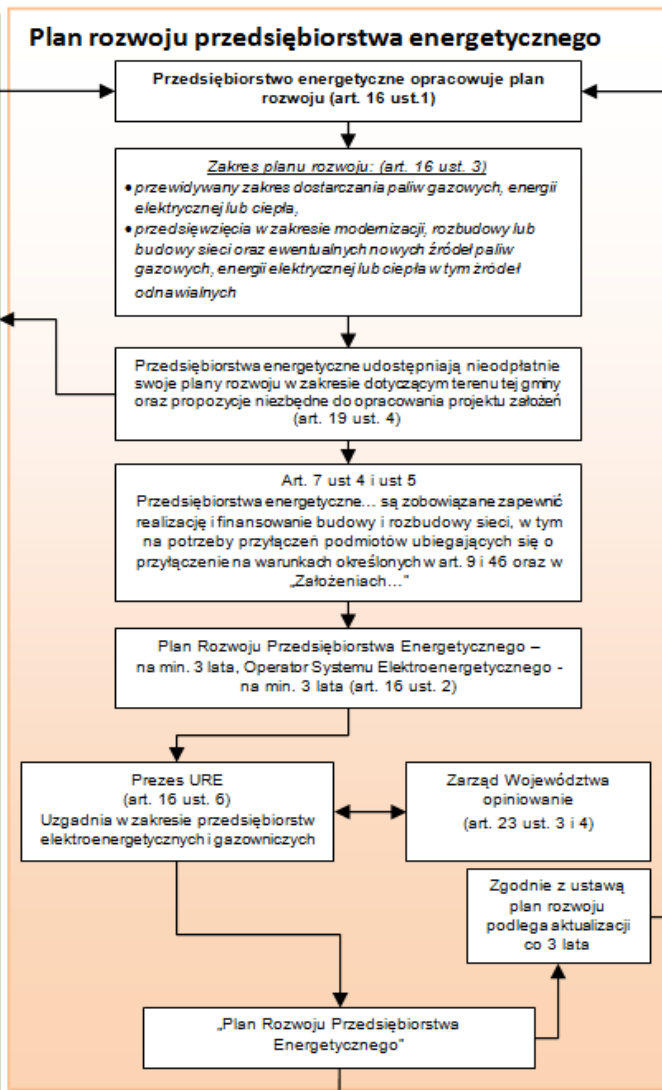 Plan rozwoju przedsiębiorstwa energetycznego
Przedsiębiorstwo energetyczne opracowuje plan
rozwoju (art. 16 ust.1)
Zakres planu rozwoju: (art. 16 ust. 3)
• przewidywany zakres dostarczania paliw gazowych, energii
elektrycznej lub ciepła,
• przedsięwzięcia w zakresie modernizacji, rozbudowy lub
budowy sieci oraz ewentualnych nowych źródeł paliw
gazowych, energii elektrycznej lub ciepła w tym źródeł
odnawialnych
Przedsiębiorstwa energetyczne udostępniają nieodpłatnie
swoje plany rozwoju w zakresie dotyczącym terenu tej gminy
oraz propozycje niezbędne do opracowania projektu założeń
(art. 19 ust. 4)
Art. 7 ust 4 i ust 5
Przedsiębiorstwa energetyczne... są zobowiązane zapewnić
realizację i finansowanie budowy i rozbudowy sieci, w tym
na potrzeby przyłączeń podmiotów ubiegających się o
przyłączenie na warunkach określonych w art. 9 i 46 oraz w
„Założeniach...”
Plan Rozwoju Przedsiębiorstwa Energetycznego –
na min. 3 lata, Operator Systemu Elektroenergetycznego -
na min. 3 lata (art. 16 ust. 2)
Prezes URE
(art. 16 ust. 6)
Uzgadnia w zakresie przedsiębiorstw
elektroenergetycznych i gazowniczych
Zarząd Województwa
opiniowanie
(art. 23 ust. 3 i 4)
Zgodnie z ustawą
plan rozwoju
podlega aktualizacji
co 3 lata
„Plan Rozwoju Przedsiębiorstwa
Energetycznego”